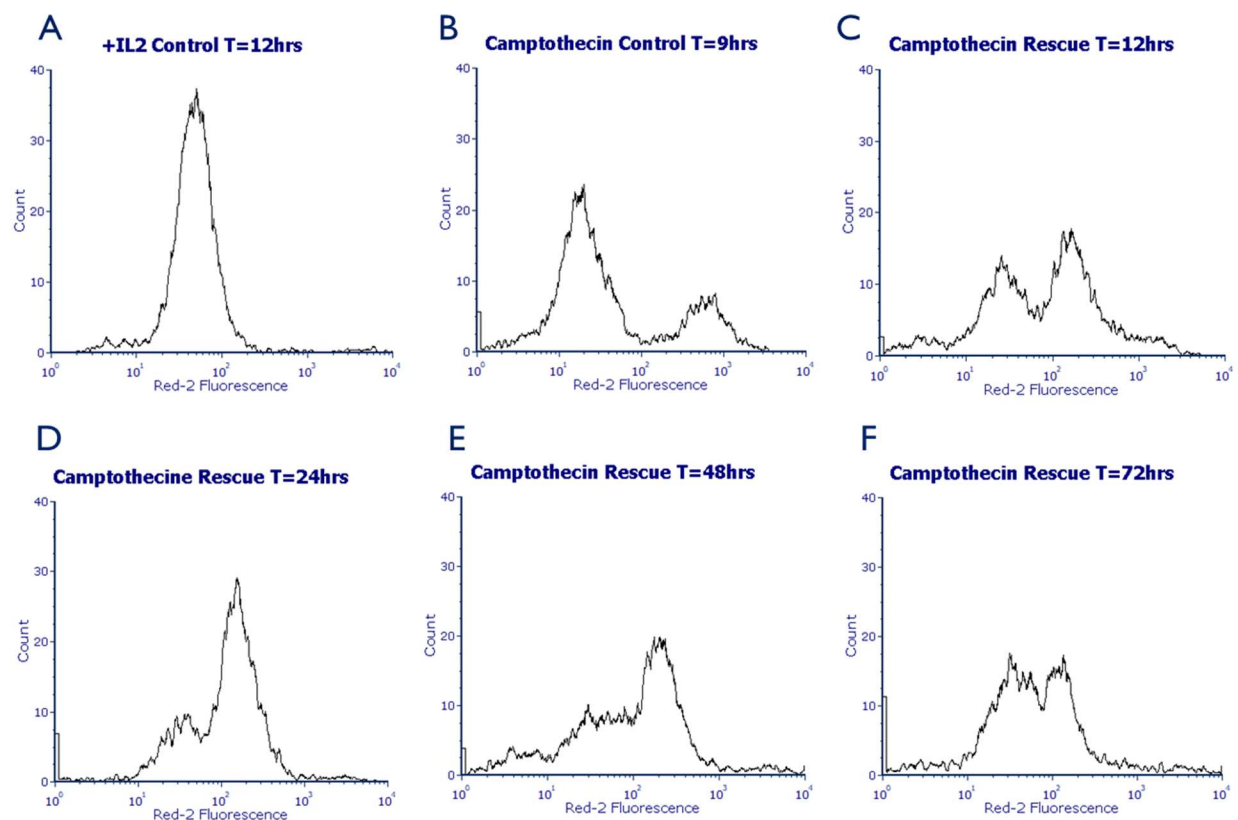 A
+IL2 Control T=12hrs
40
30
20
10
0
Count
10⁰ 10¹ 10² 10³ 10⁴
Red-2 Fluorescence
B
Camptothecin Control T=9hrs
40
30
20
10
0
Count
10⁰ 10¹ 10² 10³ 10⁴
Red-2 Fluorescence
C
Camptothecin Rescue T=12hrs
40
30
20
10
0
Count
10⁰ 10¹ 10² 10³ 10⁴
Red-2 Fluorescence
D
Camptothecine Rescue T=24hrs
40
30
20
10
0
Count
10⁰ 10¹ 10² 10³ 10⁴
Red-2 Fluorescence
E
Camptothecin Rescue T=48hrs
40
30
20
10
0
Count
10⁰ 10¹ 10² 10³ 10⁴
Red-2 Fluorescence
F
Camptothecin Rescue T=72hrs
40
30
20
10
0
Count
10⁰ 10¹ 10² 10³ 10⁴
Red-2 Fluorescence